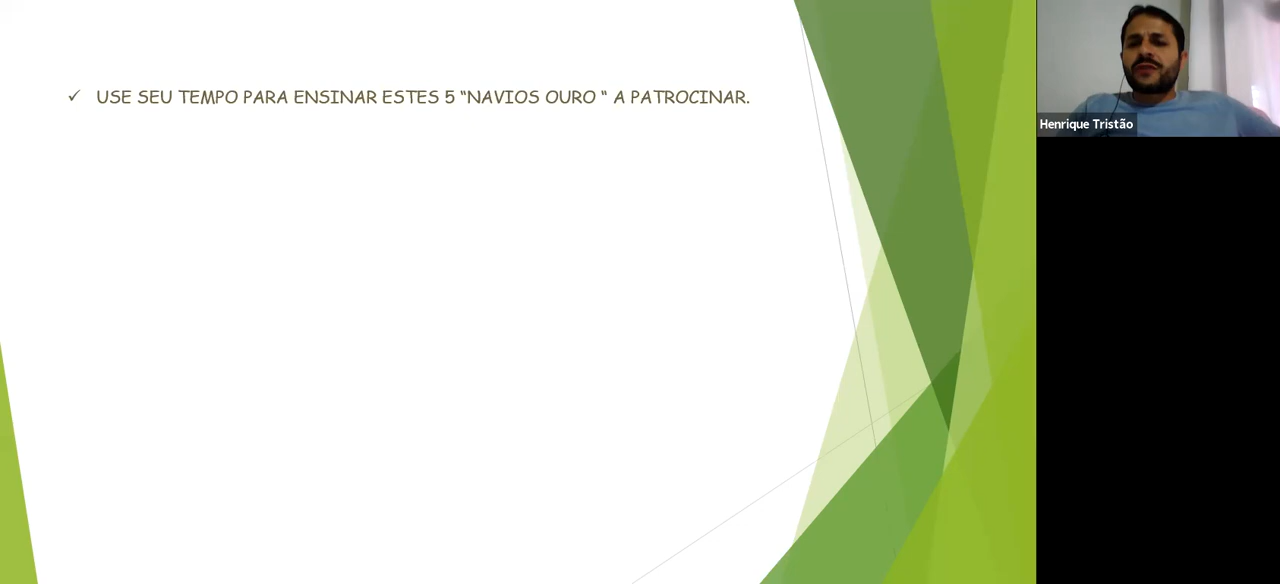 ✓ USE SEU TEMPO PARA ENSINAR ESTES 5 “NAVIOS OURO “ A PATROCINAR.
Henrique Tristão